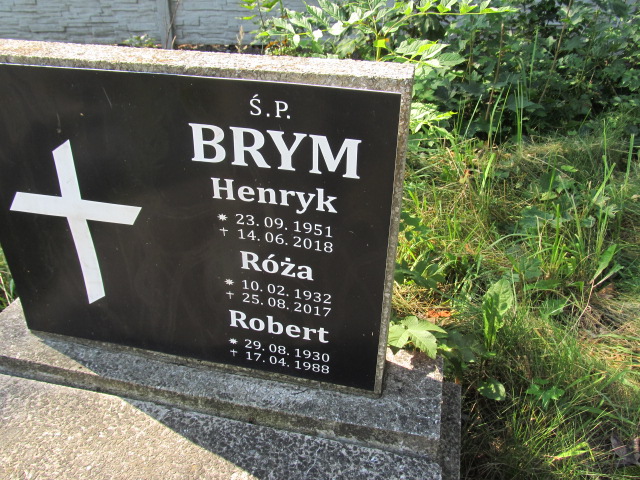 Ś.P.
BRYM
Henryk
* 23. 09. 1951
† 14. 06. 2018
Róża
* 10. 02. 1932
† 25. 08. 2017
Robert
* 29. 08. 1930
† 17. 04. 1988